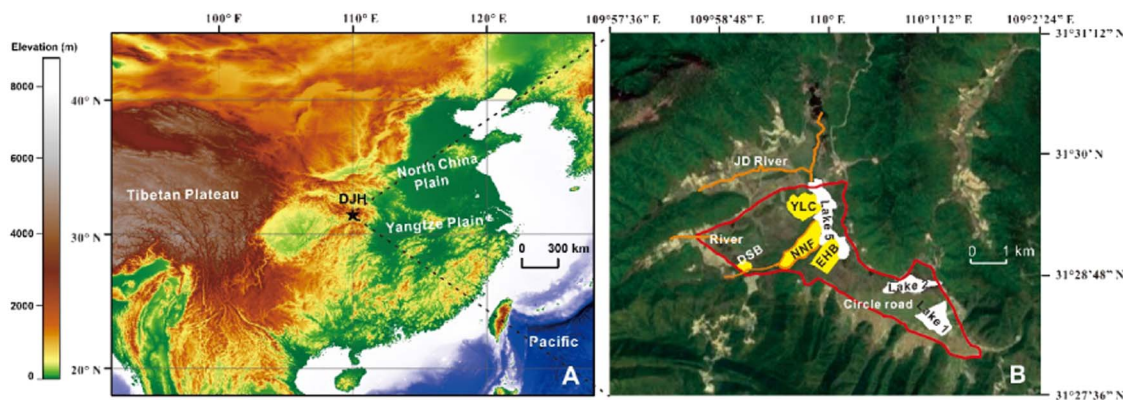 100° E 110° E 120° E
Elevation (m)
8000
6000
4000
2000
0
40° N
30° N
20° N
Tibetan Plateau
DJH
North China
Plain
Yangtze Plain
0 300 km
Pacific
A
109°57'36" E 109°58'48" E 110° E 110°1'12" E 110°2'24" E
31°31'12" N
31°30' N
31°28'48" N
31°27'36" N
JD River
YLC
Lake 5
River
DSB
NNF
EHB
0 1 km
Lake 2
Circle road
Lake 1
B